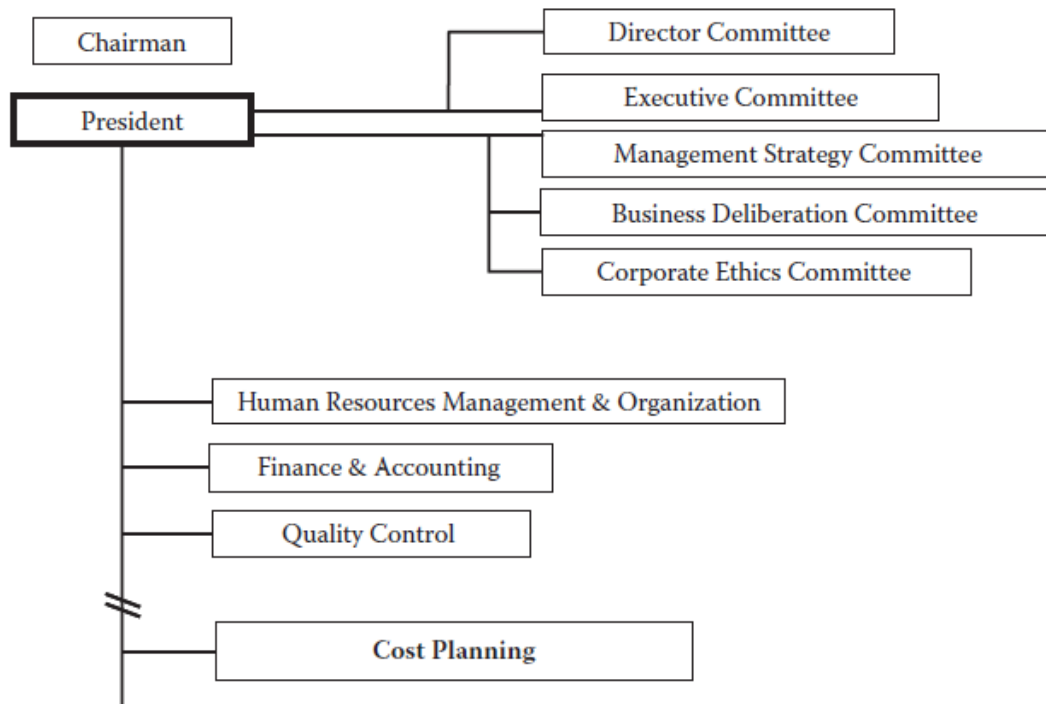 Chairman
President
Director Committee
Executive Committee
Management Strategy Committee
Business Deliberation Committee
Corporate Ethics Committee
Human Resources Management & Organization
Finance & Accounting
Quality Control
Cost Planning